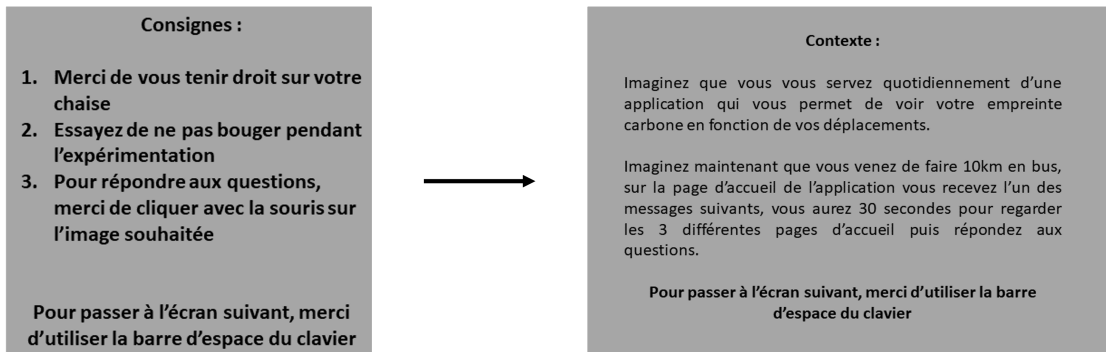 Consignes :
1. Merci de vous tenir droit sur votre
chaise
2. Essayez de ne pas bouger pendant
l'expérimentation
3. Pour répondre aux questions,
merci de cliquer avec la souris sur
l'image souhaitée
Pour passer à l'écran suivant, merci
d'utiliser la barre d'espace du clavier
Contexte :
Imaginez que vous vous servez quotidiennement d'une
application qui vous permet de voir votre empreinte
carbone en fonction de vos déplacements.
Imaginez maintenant que vous venez de faire 10km en bus,
sur la page d'accueil de l'application vous recevez l'un des
messages suivants, vous aurez 30 secondes pour regarder
les 3 différentes pages d'accueil puis répondez aux
questions.
Pour passer à l'écran suivant, merci d'utiliser la barre
d'espace du clavier